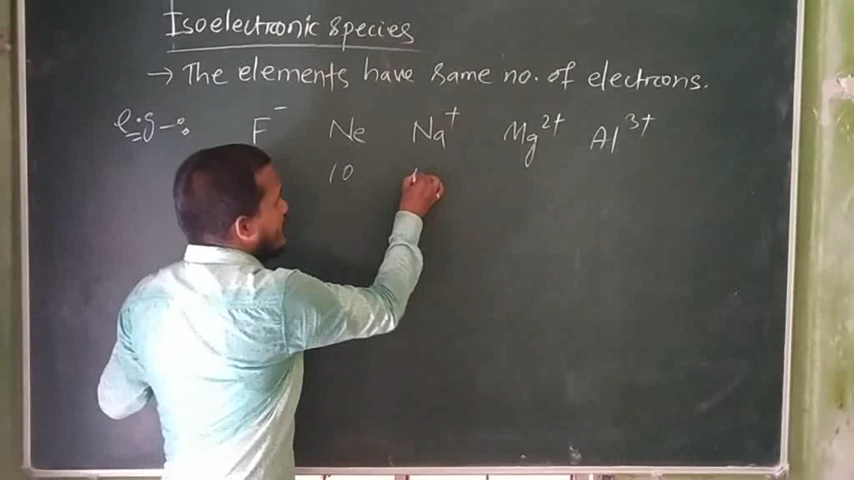 Isoelectronic species
→ The elements have same no. of electrons.
e.g-: F⁻ Ne Na⁺ Mg²⁺ Al³⁺
10